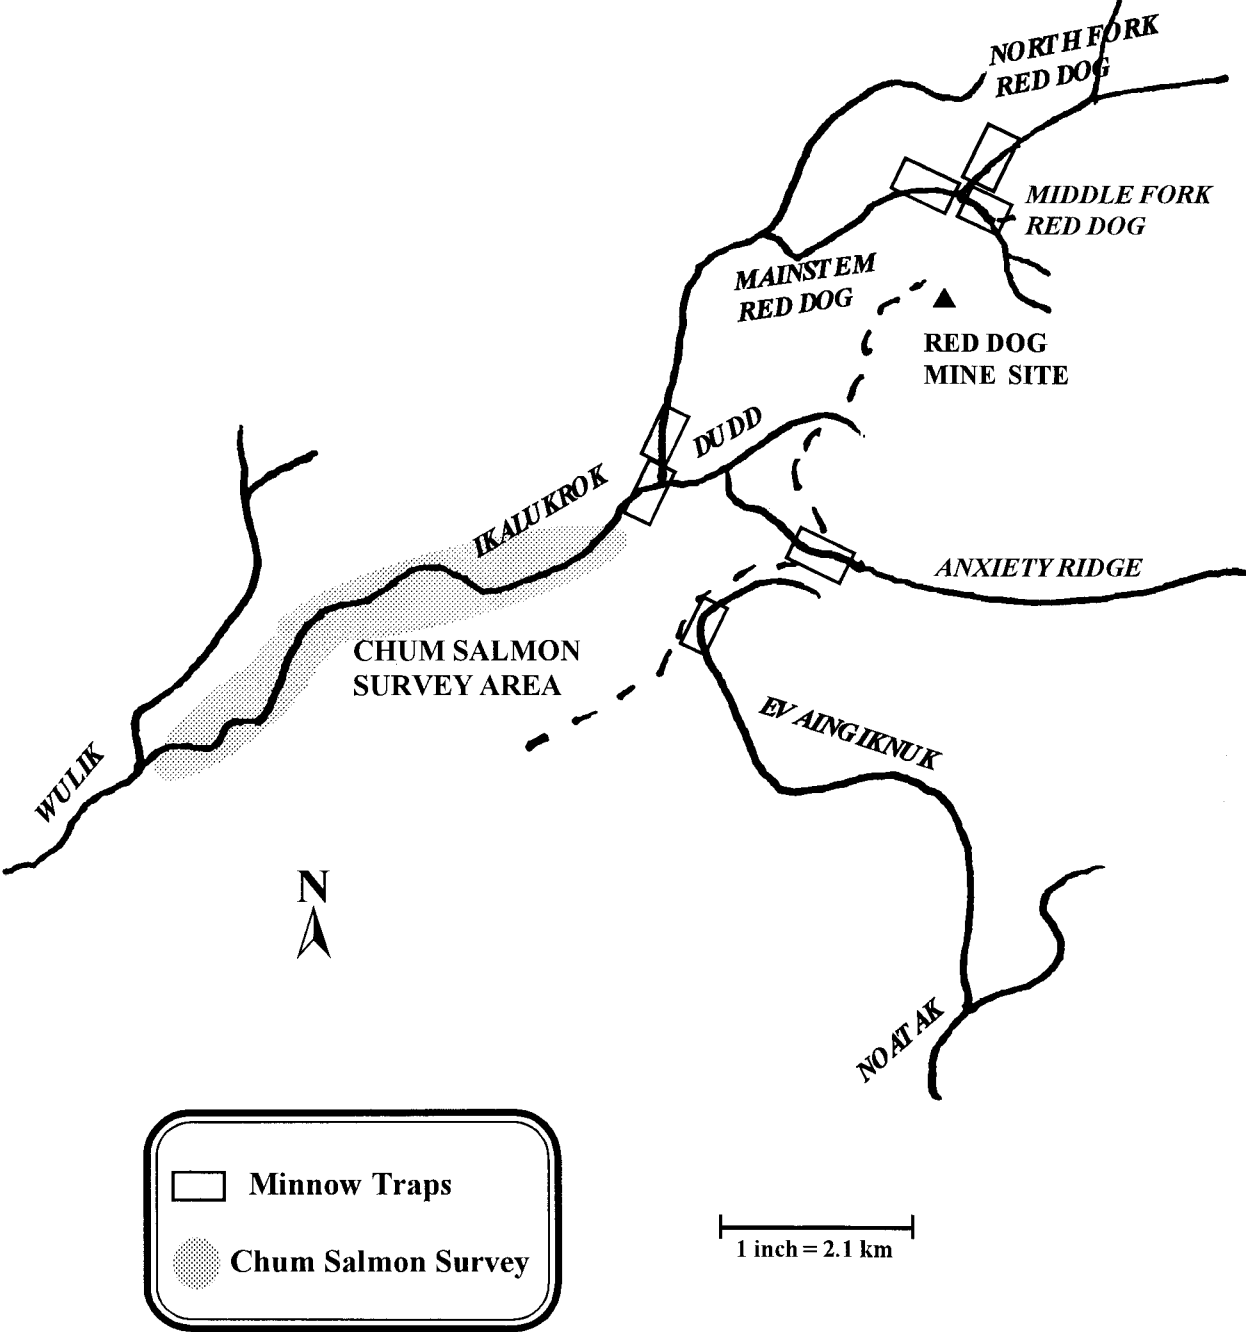 NORTH FORK
RED DOG
MIDDLE FORK
RED DOG
MAINSTEM
RED DOG
RED DOG
MINE SITE
DUDD
IKALUKROK
ANXIETY RIDGE
CHUM SALMON
SURVEY AREA
EVAINGIKNUK
WULIK
N
NOATAK
Minnow Traps
Chum Salmon Survey
1 inch = 2.1 km